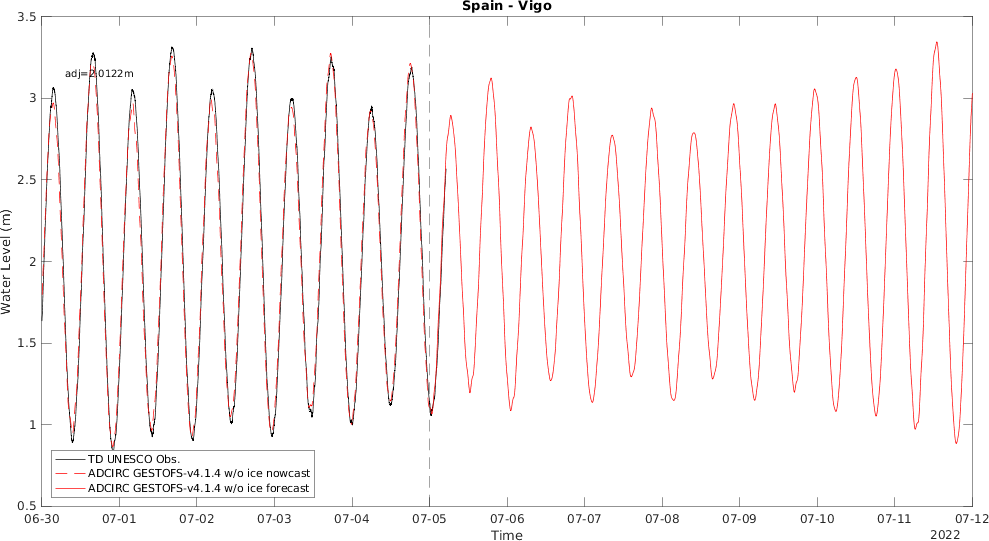 Spain - Vigo
3.5
3
2.5
2
1.5
1
0.5
Water Level (m)
adj=2.0122m
TD UNESCO Obs.
ADCIRC GESTOFS-v4.1.4 w/o ice nowcast
ADCIRC GESTOFS-v4.1.4 w/o ice forecast
06-30 07-01 07-02 07-03 07-04 07-05 07-06 07-07 07-08 07-09 07-10 07-11 07-12
Time
2022